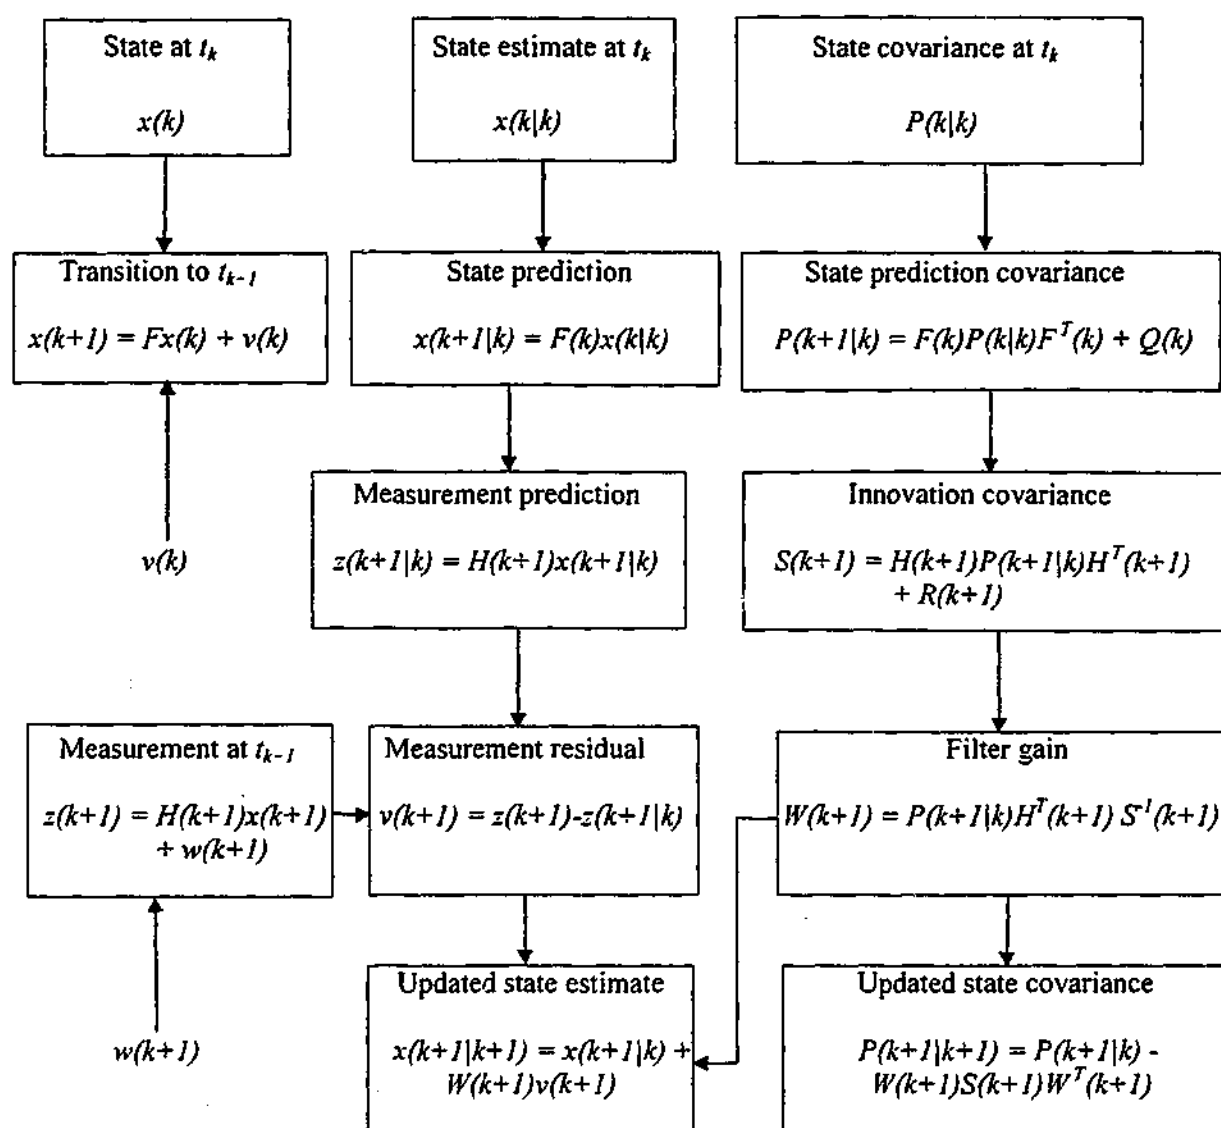 State at t_k
x(k)
State estimate at t_k
x(k|k)
State covariance at t_k
P(k|k)
Transition to t_{k-1}
x(k+1) = Fx(k) + v(k)
State prediction
x(k+1|k) = F(k)x(k|k)
State prediction covariance
P(k+1|k) = F(k)P(k|k)F^T(k) + Q(k)
v(k)
Measurement prediction
z(k+1|k) = H(k+1)x(k+1|k)
Innovation covariance
S(k+1) = H(k+1)P(k+1|k)H^T(k+1)
+ R(k+1)
Measurement at t_{k-1}
z(k+1) = H(k+1)x(k+1)
+ w(k+1)
Measurement residual
v(k+1) = z(k+1)-z(k+1|k)
Filter gain
W(k+1) = P(k+1|k)H^T(k+1) S^{-1}(k+1)
w(k+1)
Updated state estimate
x(k+1|k+1) = x(k+1|k) +
W(k+1)v(k+1)
Updated state covariance
P(k+1|k+1) = P(k+1|k) -
W(k+1)S(k+1)W^T(k+1)